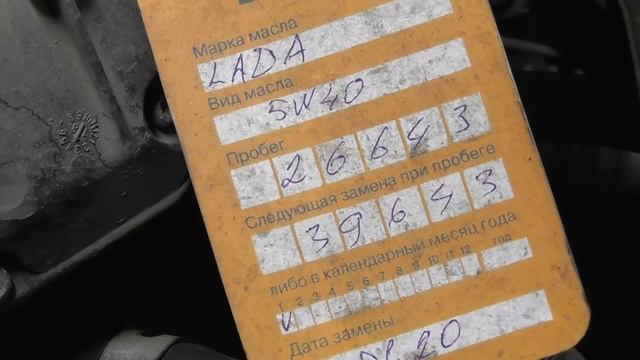 Марка масла
LADA
Вид масла
5W40
Пробег
26643
Следующая замена при пробеге
39643
либо в календарный месяц года
1 2 3 4 5 6 7 8 9 10 11 12 год
V
Дата замены
20